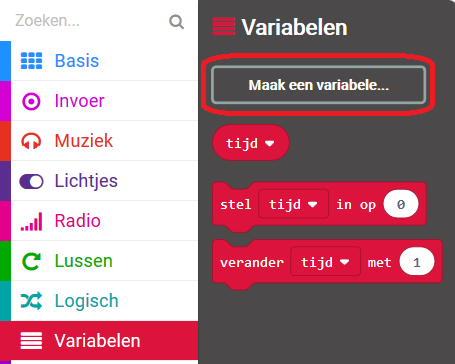 Zoeken...
Basis
Invoer
Muziek
Lichtjes
Radio
Lussen
Logisch
Variabelen
Variabelen
Maak een variabele...
tijd
stel tijd in op 0
verander tijd met 1